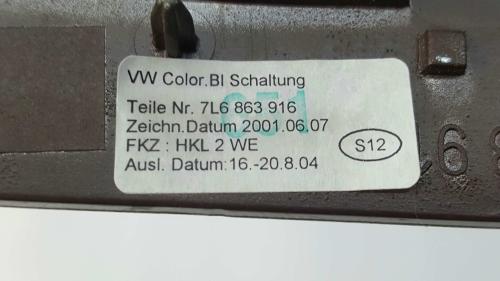 VW Color.Bl Schaltung
Teile Nr. 7L6 863 916
Zeichn.Datum 2001.06.07
FKZ : HKL 2 WE
S12
Ausl. Datum:16.-20.8.04
651